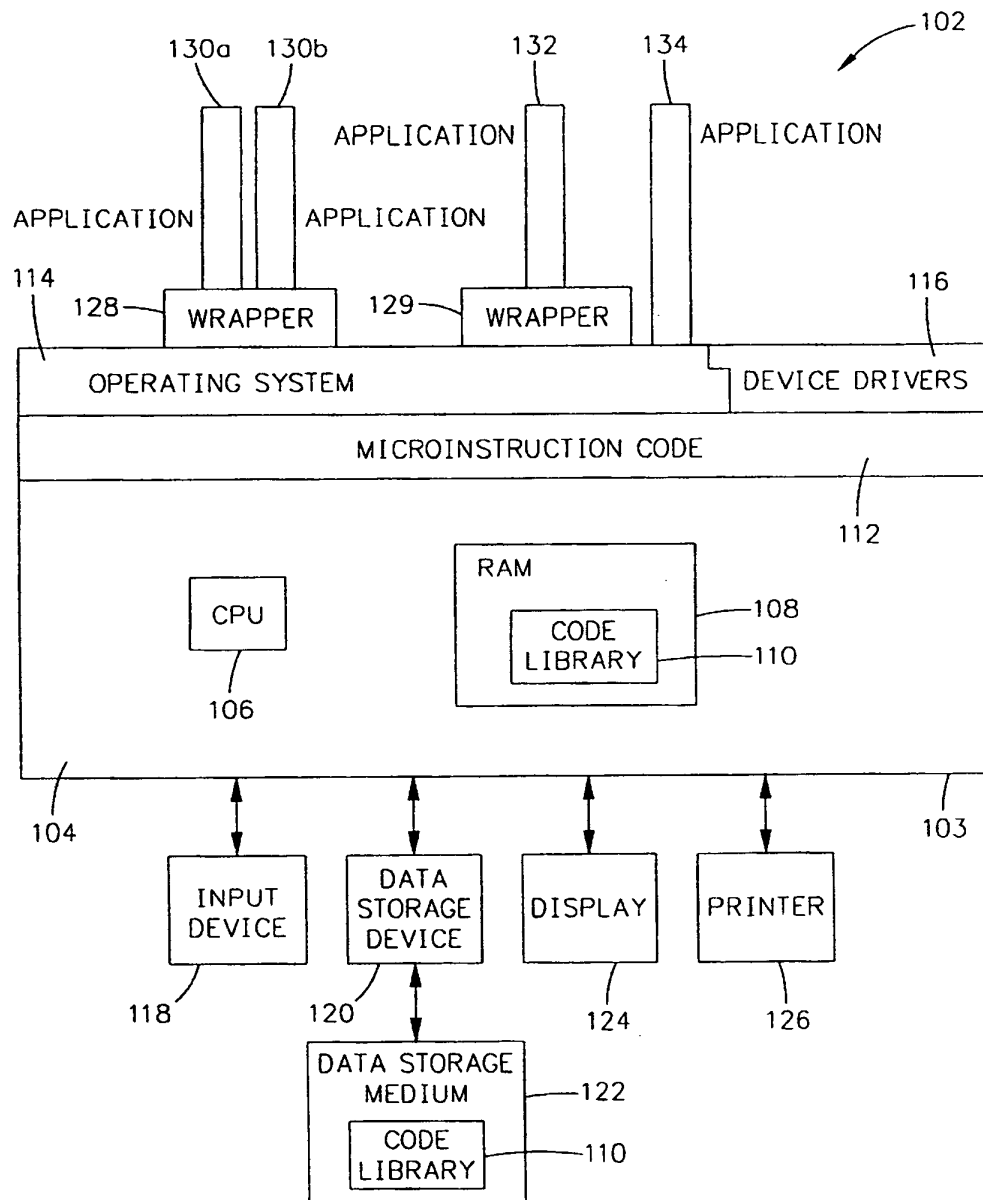 130a 130b 132 134 102
APPLICATION APPLICATION
APPLICATION APPLICATION
114 128 WRAPPER 129 WRAPPER 116
OPERATING SYSTEM DEVICE DRIVERS
MICROINSTRUCTION CODE
112
RAM
CPU
108
CODE
LIBRARY
110
106
104 103
INPUT
DEVICE
DATA
STORAGE
DEVICE
DISPLAY
PRINTER
118 120 124 126
DATA STORAGE
MEDIUM
122
CODE
LIBRARY
110